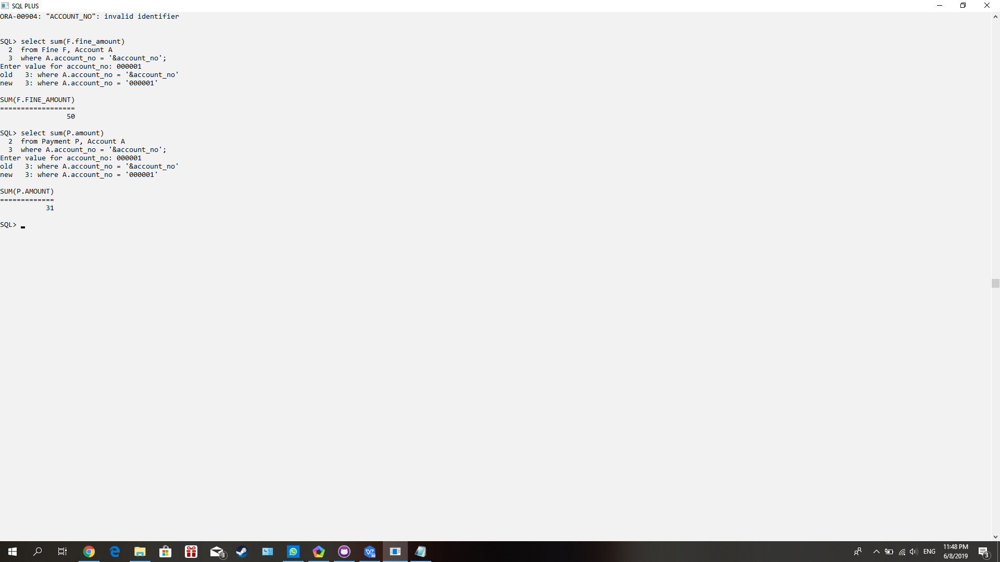 SQL PLUS
ORA-00904: "ACCOUNT_NO": invalid identifier
SQL> select sum(F.fine_amount)
  2  from Fine F, Account A
  3  where A.account_no = '&account_no';
Enter value for account_no: 000001
old   3: where A.account_no = '&account_no'
new   3: where A.account_no = '000001'
SUM(F.FINE_AMOUNT)
==================
                50
SQL> select sum(P.amount)
  2  from Payment P, Account A
  3  where A.account_no = '&account_no';
Enter value for account_no: 000001
old   3: where A.account_no = '&account_no'
new   3: where A.account_no = '000001'
SUM(P.AMOUNT)
=============
           31
SQL>
3
ENG
11:48 PM
6/8/2019
3